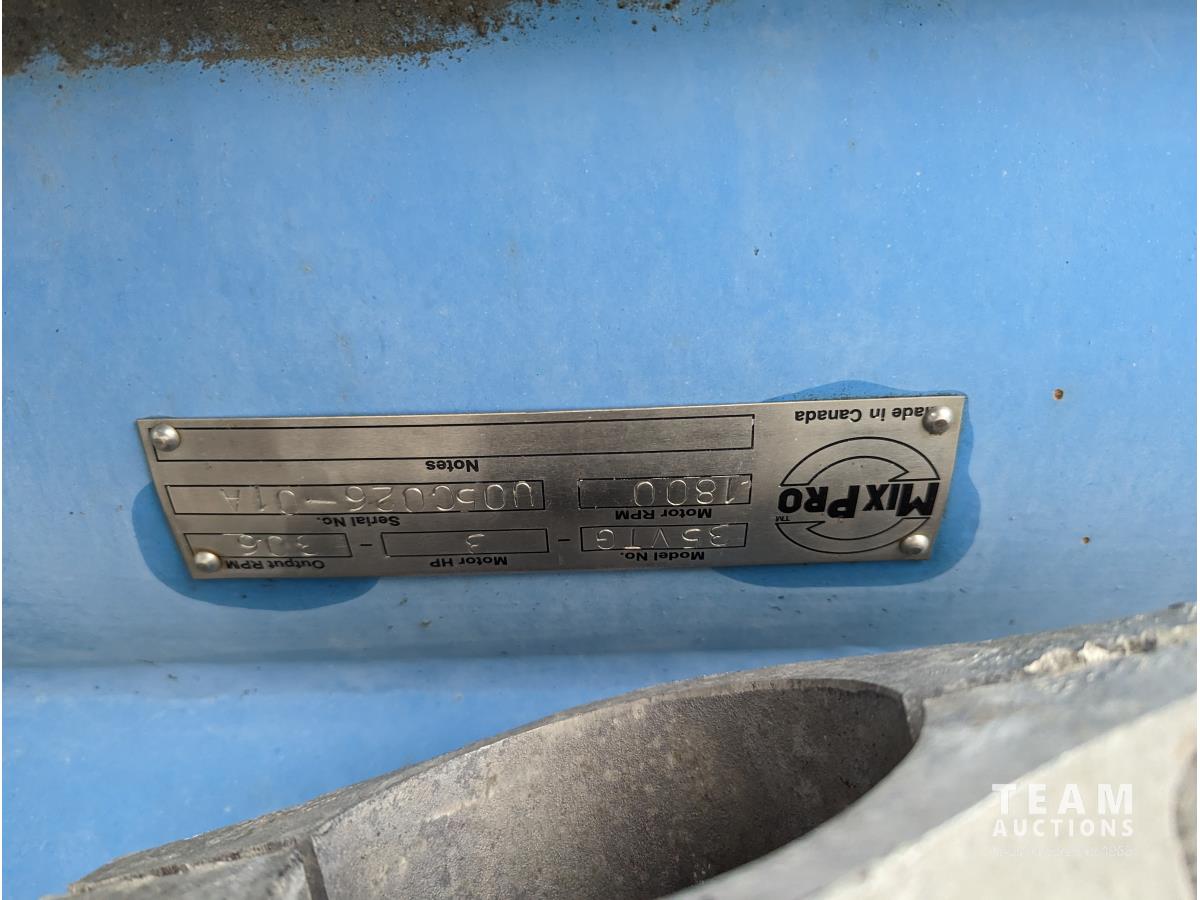 MIXPRO™
Made in Canada
Model No. Motor HP Output RPM
35VTG - 3 - 306
Motor RPM Serial No.
1800 U05C026-01A
Notes
TEAM
AUCTIONS